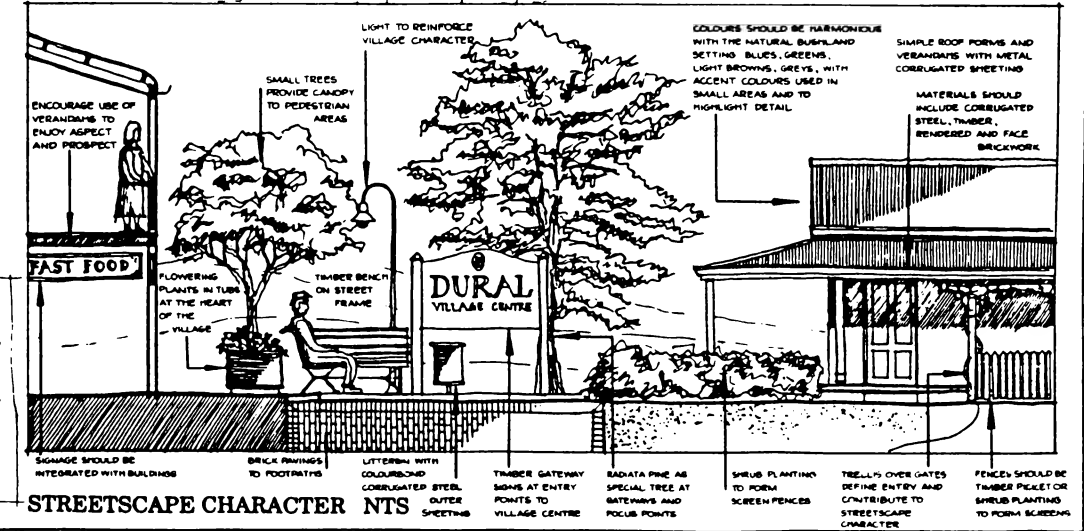 LIGHT TO REINFORCE
VILLAGE CHARACTER
COLOURS SHOULD BE HARMONIOUS
WITH THE NATURAL BUSHLAND
SETTING BLUES, GREENS,
LIGHT BROWNS, GREYS, WITH
ACCENT COLOURS USED IN
SMALL AREAS AND TO
HIGHLIGHT DETAIL
SIMPLE ROOF FORMS AND
VERANDAHS WITH METAL
CORRUGATED SHEETING
MATERIALS SHOULD
INCLUDE CORRUGATED
STEEL, TIMBER,
RENDERED AND FACE
BRICKWORK
SMALL TREES
PROVIDE CANOPY
TO PEDESTRIAN
AREAS
ENCOURAGE USE OF
VERANDAHS TO
ENJOY ASPECT
AND PROSPECT
FAST FOOD
FLOWERING
PLANTS IN TUBS
AT THE HEART
OF THE
VILLAGE
TIMBER BENCH
ON STREET
FRAME
DURAL
VILLAGE CENTRE
SIGNAGE SHOULD BE
INTEGRATED WITH BUILDINGS
BRICK PAVINGS
TO FOOTPATHS
LITTERBIN WITH
COLOURBOND
CORRUGATED STEEL
OUTER
SHEETING
TIMBER GATEWAY
SIGNS AT ENTRY
POINTS TO
VILLAGE CENTRE
RADIATA PINE AS
SPECIAL TREE AT
GATEWAYS AND
FOCUS POINTS
SHRUB PLANTING
TO FORM
SCREEN FENCES
TRELLIS OVER GATES
DEFINE ENTRY AND
CONTRIBUTE TO
STREETSCAPE
CHARACTER
FENCES SHOULD BE
TIMBER PICKET OR
SHRUB PLANTING
TO FORM SCREENS
STREETSCAPE CHARACTER NTS